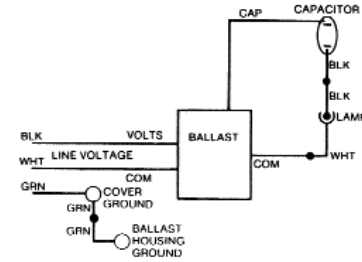 CAP
CAPACITOR
BLK
BLK
LAMP
BLK
VOLTS
BALLAST
WHT
LINE VOLTAGE
COM
COM
WHT
GRN
COVER
GROUND
GRN
GRN
BALLAST
HOUSING
GROUND